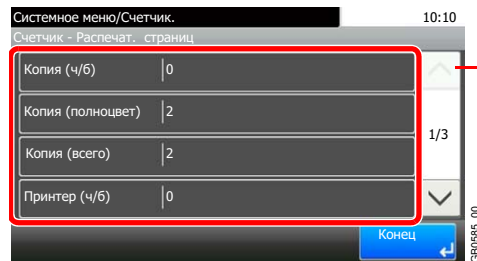 Системное меню/Счетчик. 10:10
Счетчик - Распечат. страниц
Копия (ч/б) 0
Копия (полноцвет) 2
Копия (всего) 2
Принтер (ч/б) 0
1/3
Конец
GB0585_00